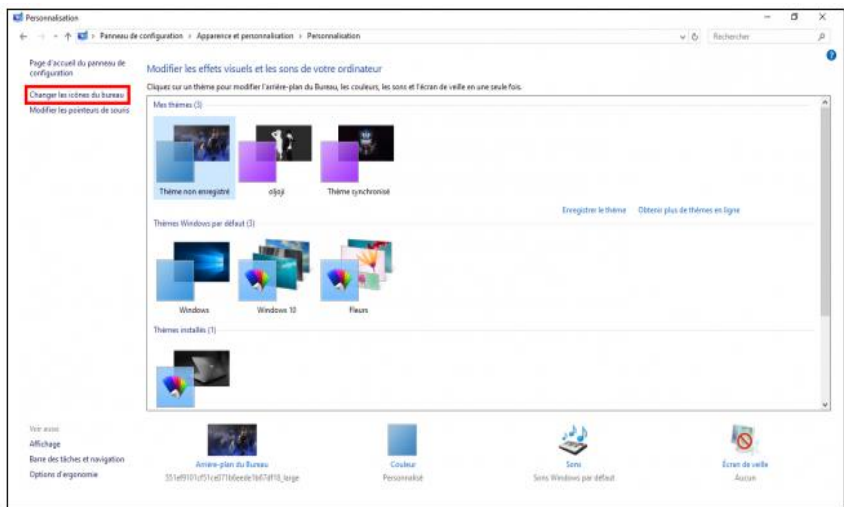 Personnalisation
Panneau de configuration › Apparence et personnalisation › Personnalisation
Rechercher
Page d'accueil du panneau de
configuration
Changer les icônes du bureau
Modifier les pointeurs de souris
Modifier les effets visuels et les sons de votre ordinateur
Cliquez sur un thème pour modifier l'arrière-plan du Bureau, les couleurs, les sons et l'écran de veille en une seule fois.
Mes thèmes (3)
Thème non enregistré
oljoji
Thème synchronisé
Enregistrer le thème
Obtenir plus de thèmes en ligne
Thèmes Windows par défaut (3)
Windows
Windows 10
Fleurs
Thèmes installés (1)
Voir aussi
Affichage
Barre des tâches et navigation
Options d'ergonomie
Arrière-plan du Bureau
Couleur
Personnalisé
Sons
Sons Windows par défaut
Écran de veille
Aucun